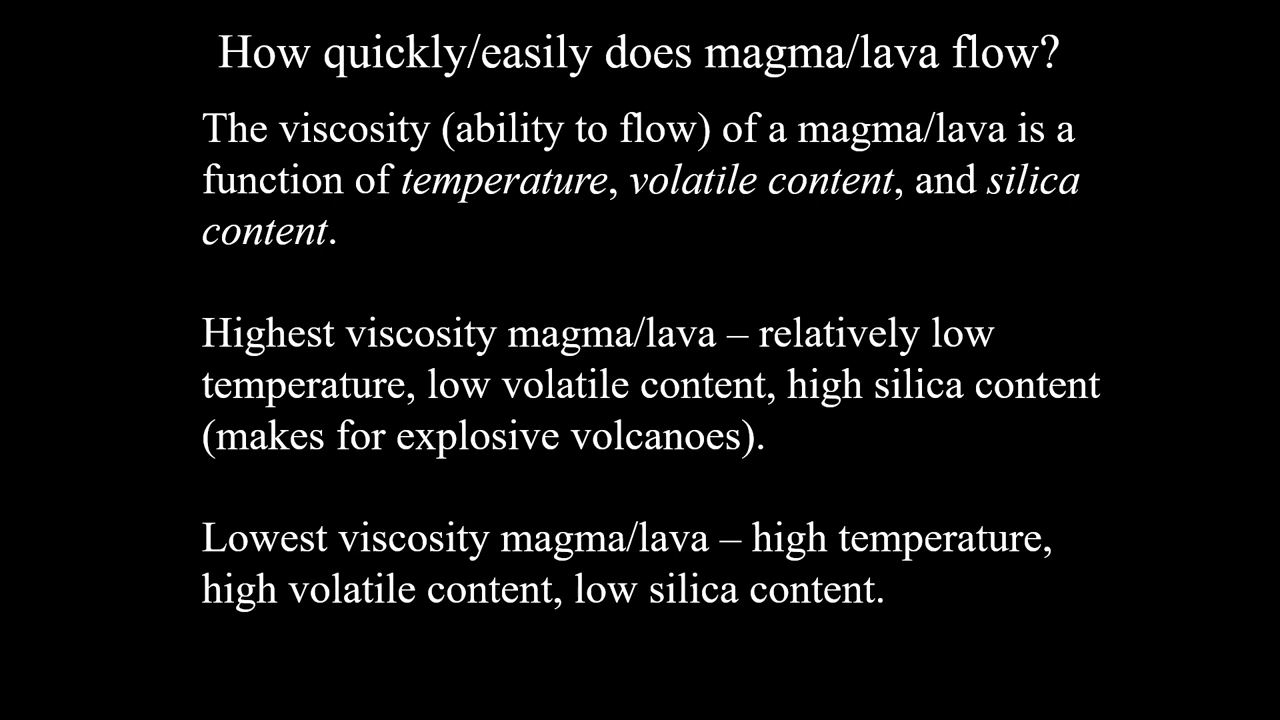 How quickly/easily does magma/lava flow?
The viscosity (ability to flow) of a magma/lava is a
function of temperature, volatile content, and silica
content.
Highest viscosity magma/lava – relatively low
temperature, low volatile content, high silica content
(makes for explosive volcanoes).
Lowest viscosity magma/lava – high temperature,
high volatile content, low silica content.